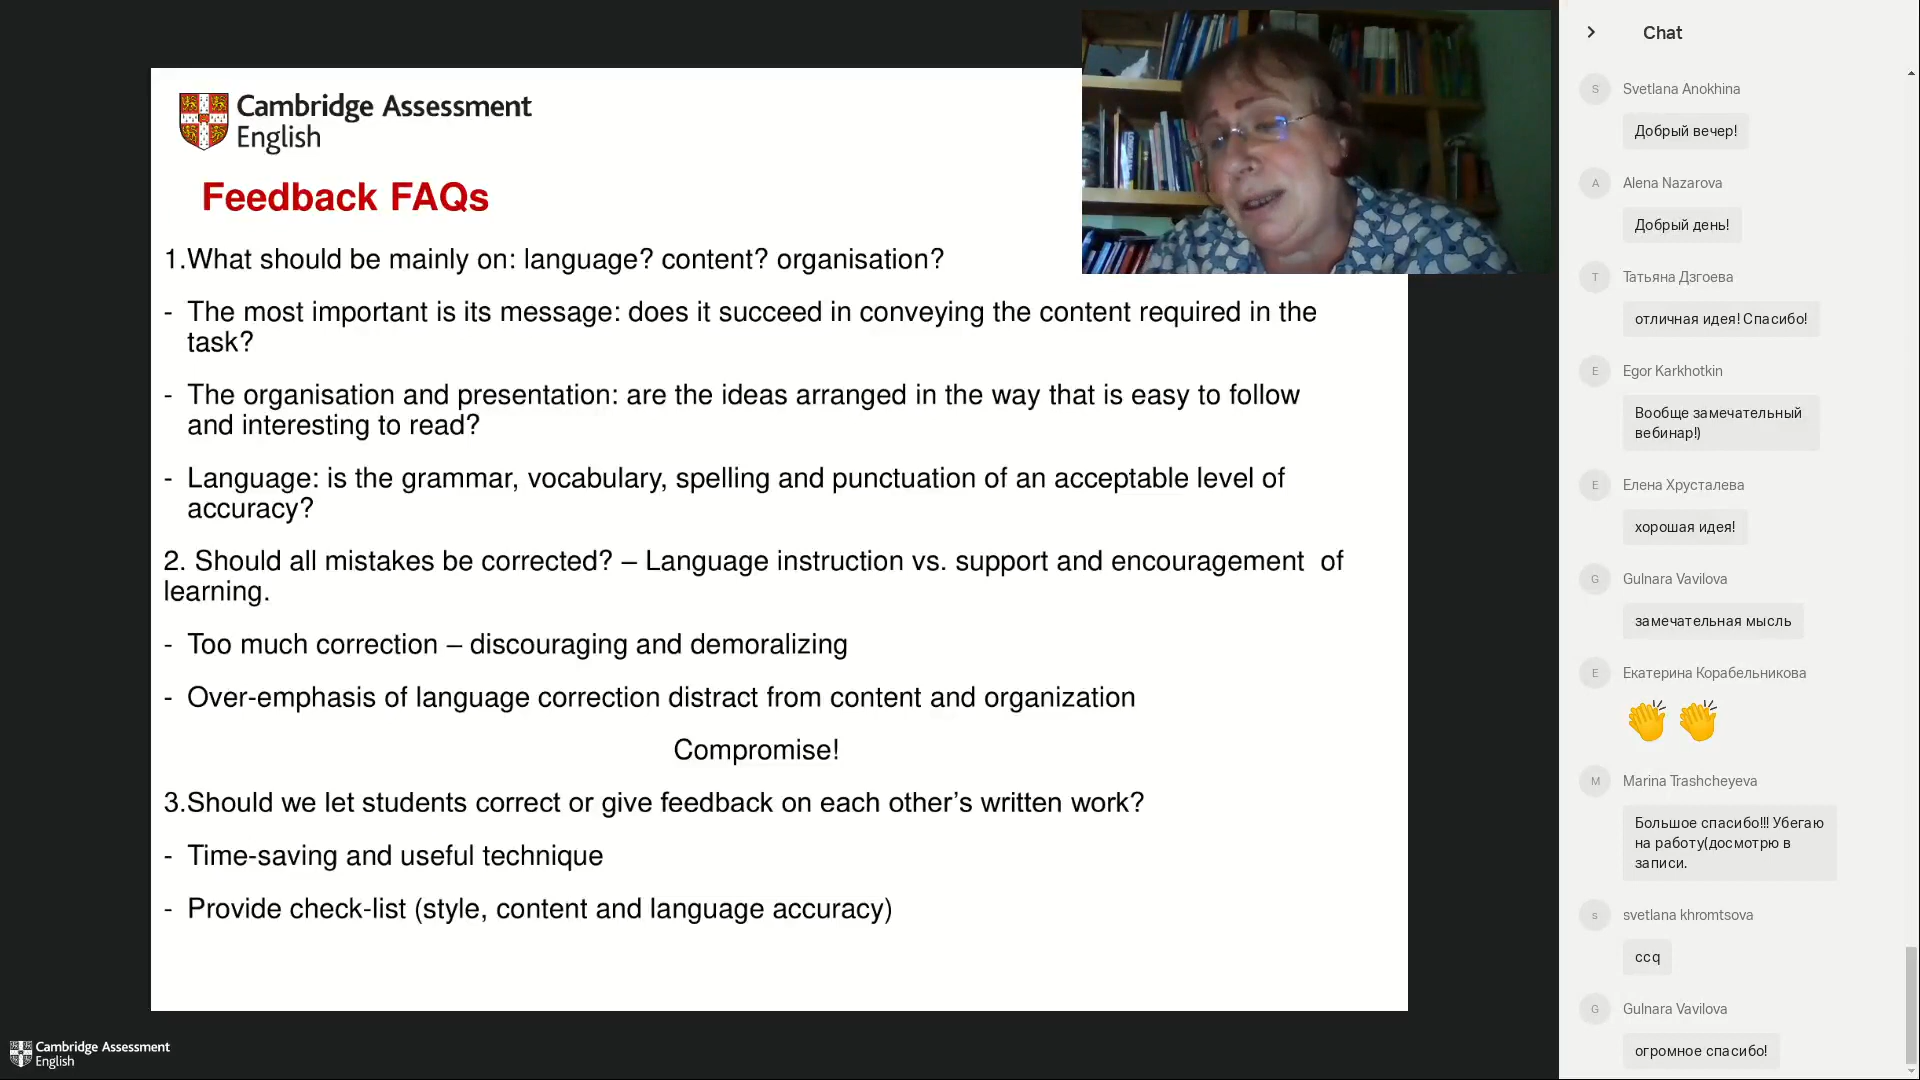 Cambridge Assessment
English
Feedback FAQs
1.What should be mainly on: language? content? organisation?
- The most important is its message: does it succeed in conveying the content required in the
task?
- The organisation and presentation: are the ideas arranged in the way that is easy to follow
and interesting to read?
- Language: is the grammar, vocabulary, spelling and punctuation of an acceptable level of
accuracy?
2. Should all mistakes be corrected? – Language instruction vs. support and encouragement of
learning.
- Too much correction – discouraging and demoralizing
- Over-emphasis of language correction distract from content and organization
Compromise!
3.Should we let students correct or give feedback on each other's written work?
- Time-saving and useful technique
- Provide check-list (style, content and language accuracy)
Cambridge Assessment
English
Chat
S
Svetlana Anokhina
Добрый вечер!
A
Alena Nazarova
Добрый день!
Т
Татьяна Дзгоева
отличная идея! Спасибо!
E
Egor Karkhotkin
Вообще замечательный
вебинар!)
Е
Елена Хрусталева
хорошая идея!
G
Gulnara Vavilova
замечательная мысль
Е
Екатерина Корабельникова
👏 👏
M
Marina Trashcheyeva
Большое спасибо!!! Убегаю
на работу(досмотрю в
записи.
s
svetlana khromtsova
ссq
G
Gulnara Vavilova
огромное спасибо!